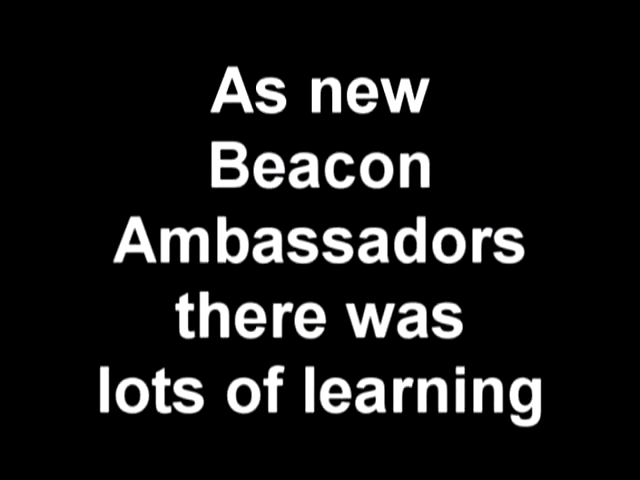 As new
Beacon
Ambassadors
there was
lots of learning